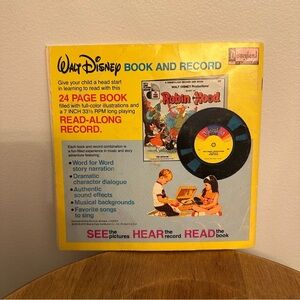 Walt Disney BOOK AND RECORD
Give your child a head start
in learning to read with this
24 PAGE BOOK
filled with full-color illustrations and
a 7 INCH 33⅓ RPM long playing
READ-ALONG
RECORD.
WALT DISNEY Productions'
Robin Hood
Each book and record combination is
a fun-filled experience in music and story
adventure featuring:
• Word for Word
story narration
• Dramatic
character dialogue
• Authentic
sound effects
• Musical backgrounds
• Favorite songs
to sing
SEE the pictures HEAR the record READ the book